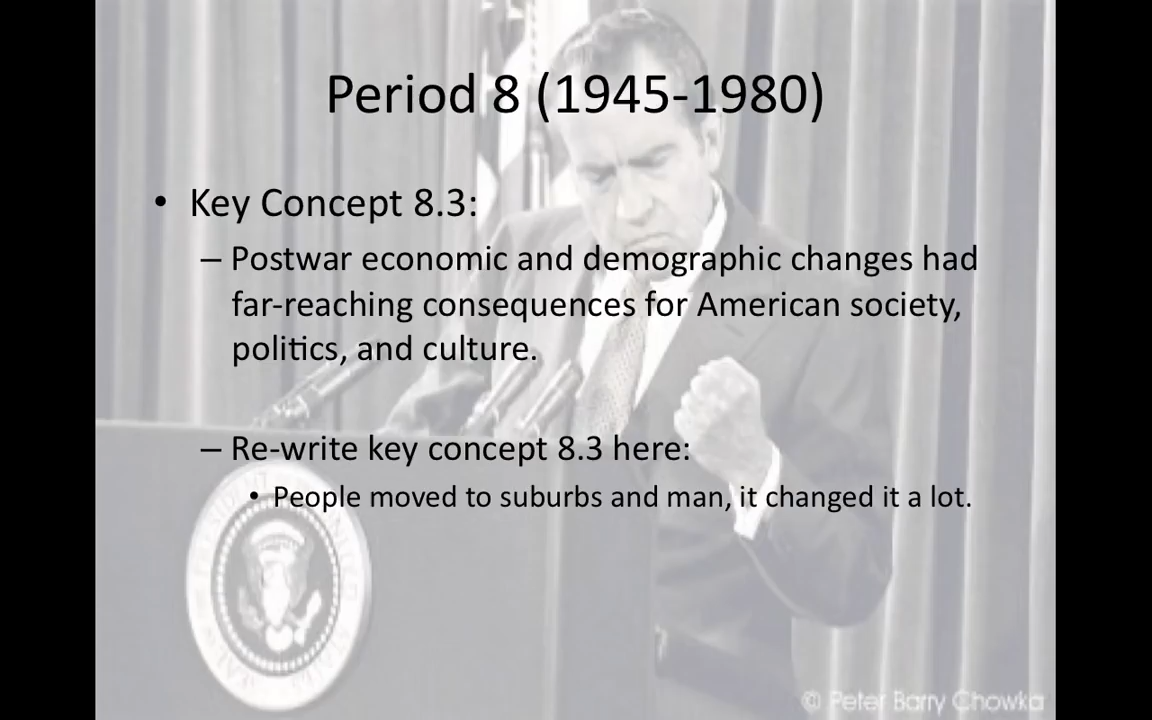 Period 8 (1945-1980)
• Key Concept 8.3:
– Postwar economic and demographic changes had
far-reaching consequences for American society,
politics, and culture.
– Re-write key concept 8.3 here:
• People moved to suburbs and man, it changed it a lot.
© Peter Barry Chowka